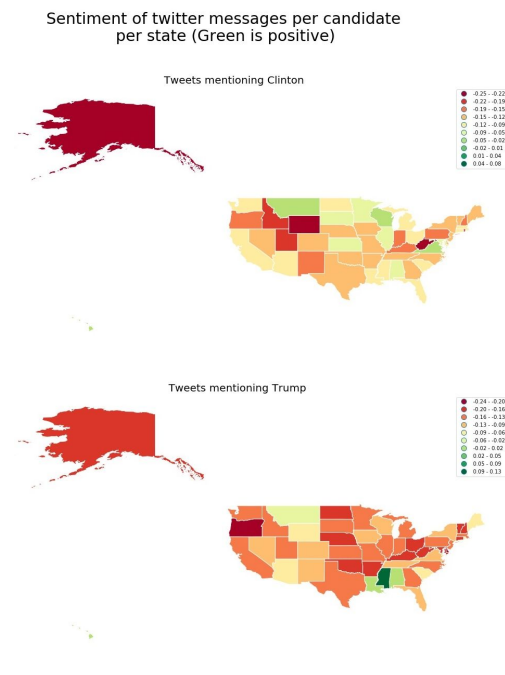 Sentiment of twitter messages per candidate
per state (Green is positive)
Tweets mentioning Clinton
-0.25 - -0.22
-0.22 - -0.19
-0.19 - -0.15
-0.15 - -0.12
-0.12 - -0.09
-0.09 - -0.05
-0.05 - -0.02
-0.02 - 0.01
0.01 - 0.04
0.04 - 0.08
Tweets mentioning Trump
-0.24 - -0.20
-0.20 - -0.16
-0.16 - -0.13
-0.13 - -0.09
-0.09 - -0.06
-0.06 - -0.02
-0.02 - 0.02
0.02 - 0.05
0.05 - 0.09
0.09 - 0.13